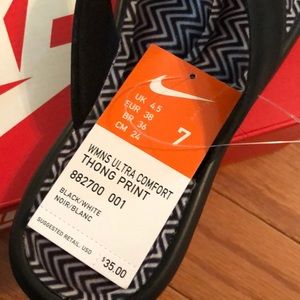 UK 4.5
EUR 38
BR 36
CM 24
7
WMNS ULTRA COMFORT
THONG PRINT
882700 001
BLACK/WHITE
NOIR/BLANC
SUGGESTED RETAIL. USD
$35.00